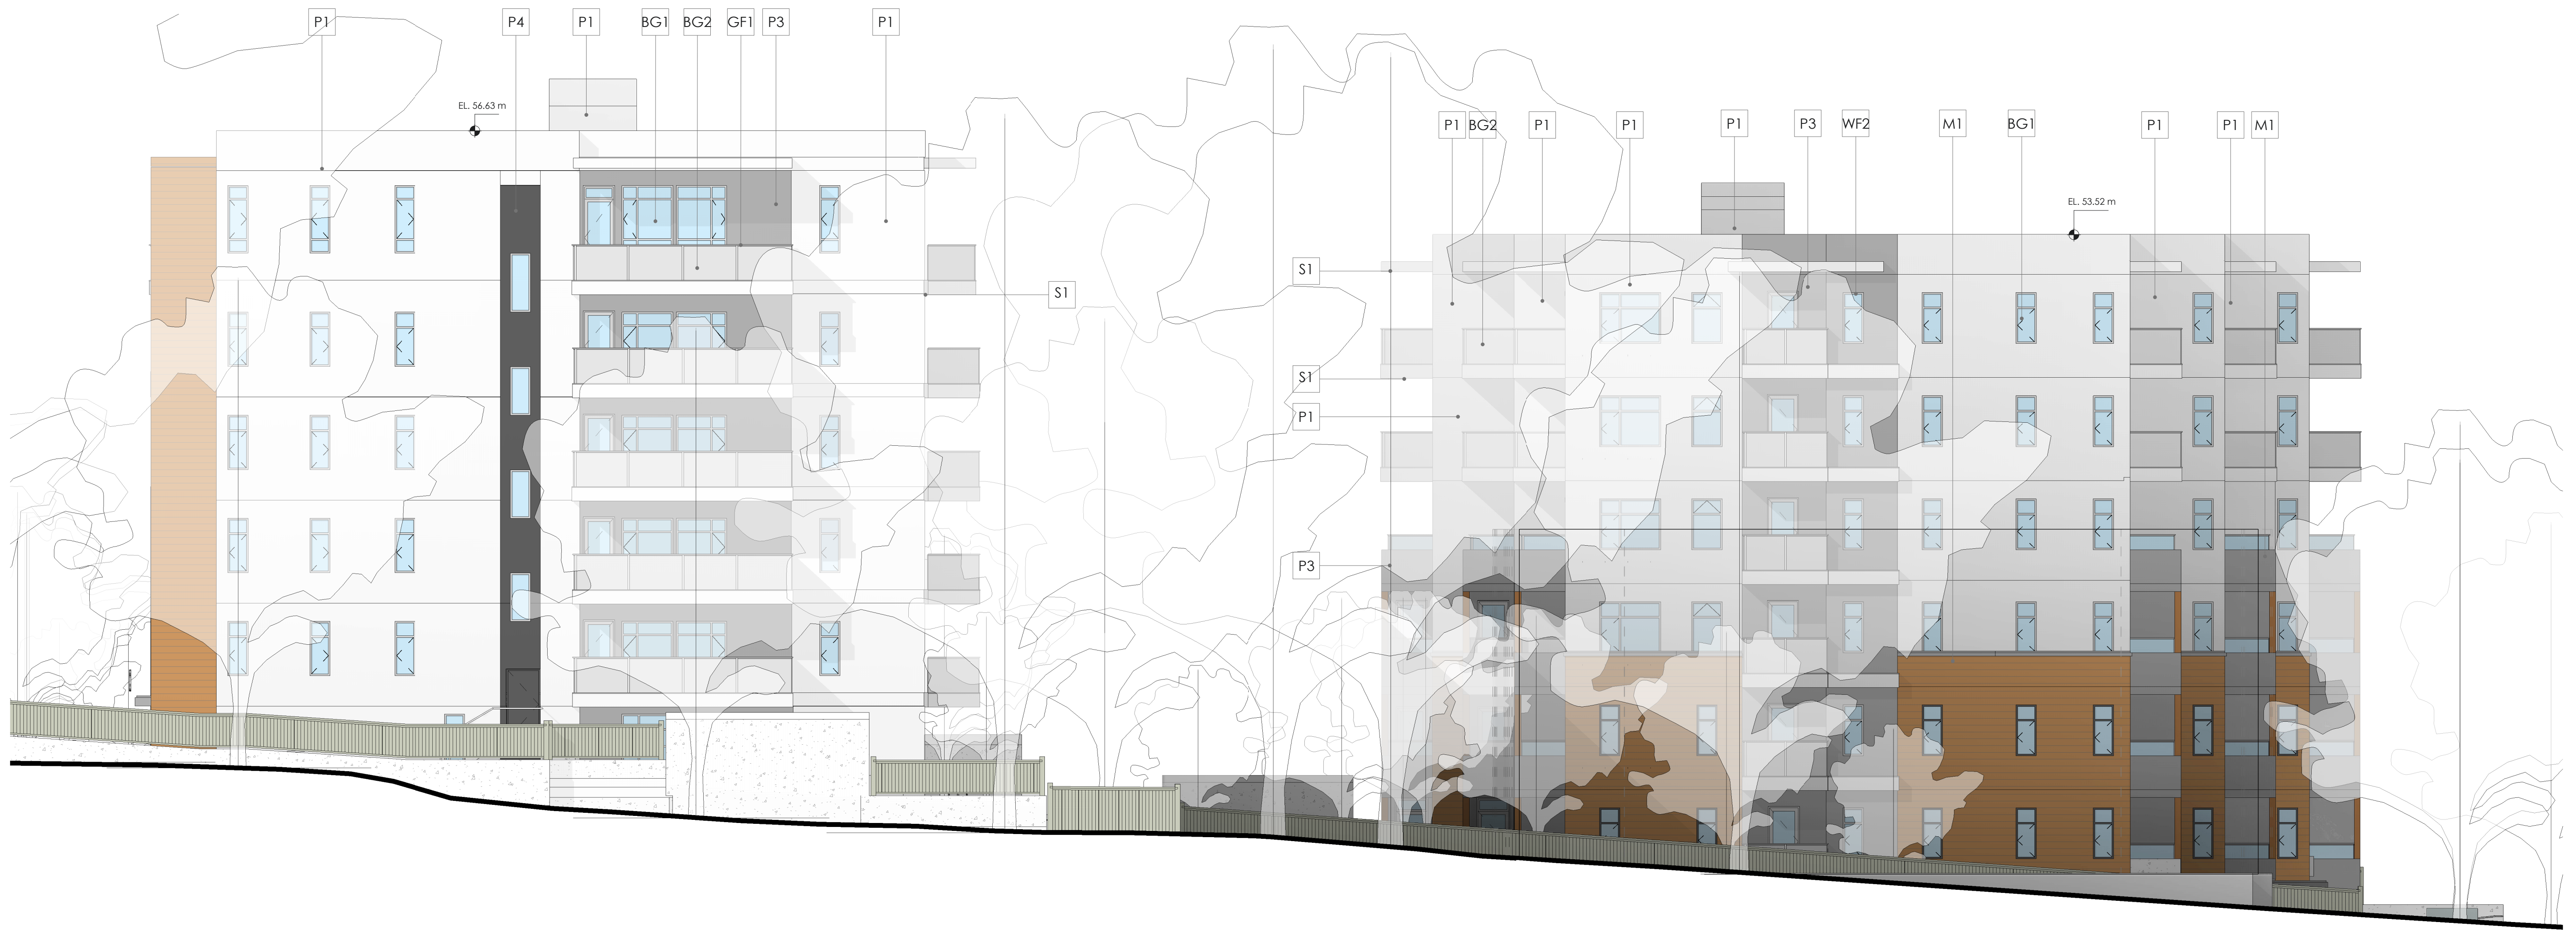 P1 P4 P1 BG1 BG2 GF1 P3 P1
EL. 56.63 m
P1 BG2 P1 P1 P1 P3 WF2 M1 BG1 P1 P1 M1
EL. 53.52 m
S1
S1
S1
P1
P3